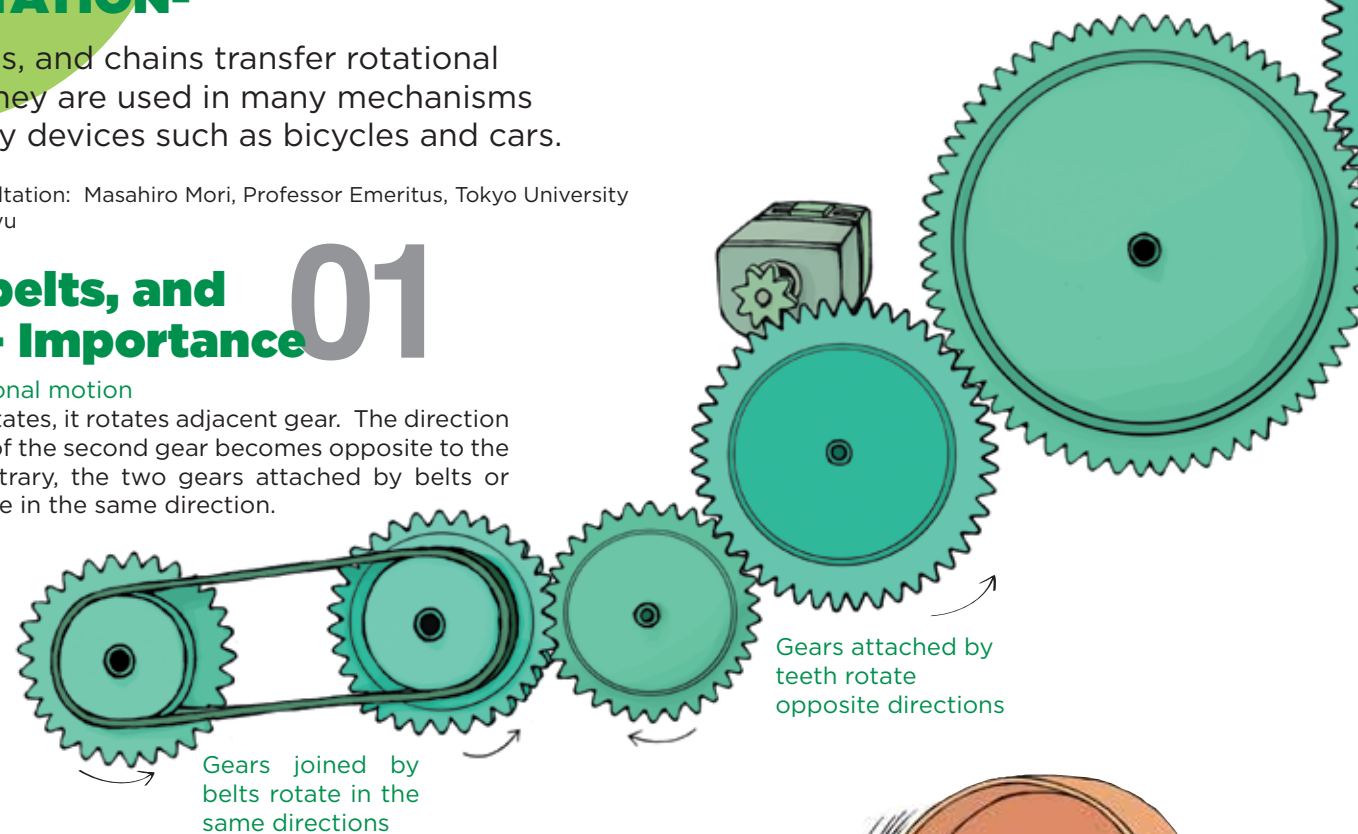 s, and chains transfer rotational
hey are used in many mechanisms
y devices such as bicycles and cars.
ltation: Masahiro Mori, Professor Emeritus, Tokyo University
yu
01
belts, and
- Importance
onal motion
tates, it rotates adjacent gear. The direction
of the second gear becomes opposite to the
trary, the two gears attached by belts or
e in the same direction.
Gears attached by
teeth rotate
opposite directions
Gears joined by
belts rotate in the
same directions